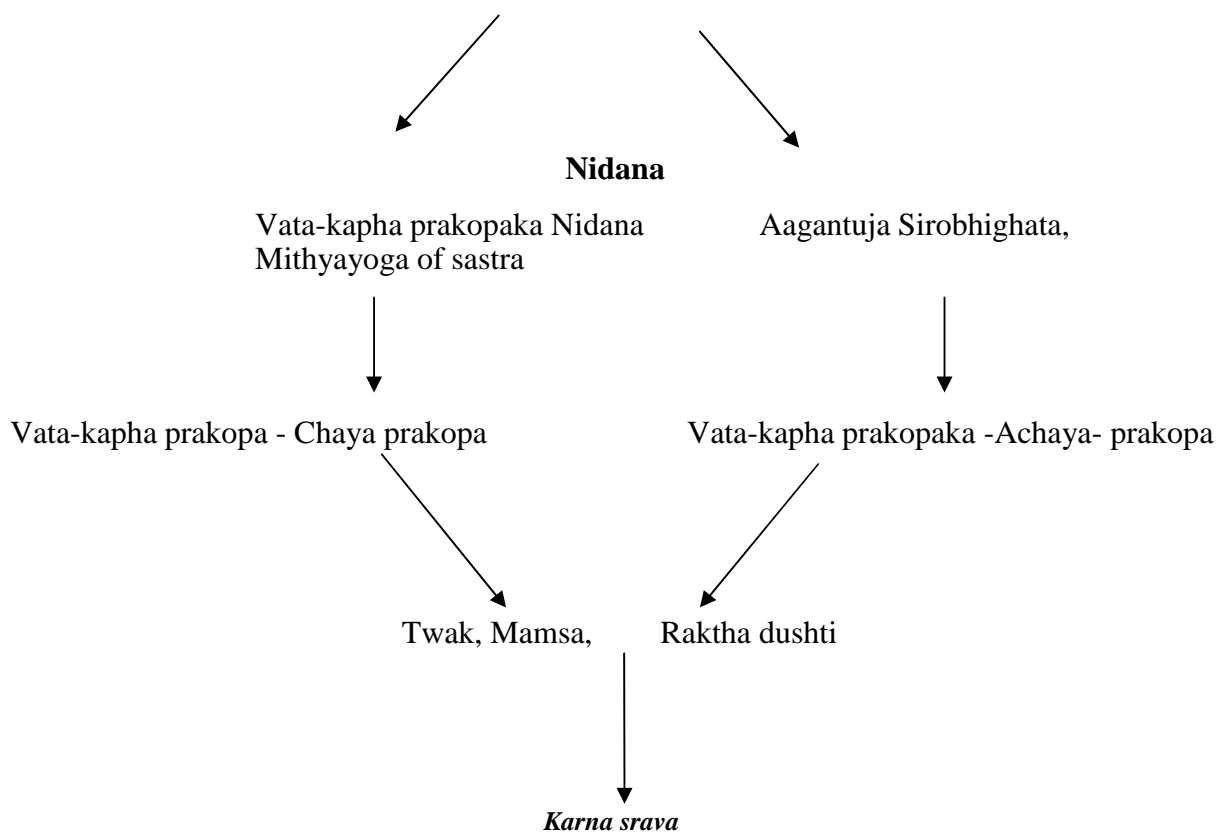 Nidana
Vata-kapha prakopaka Nidana
Mithyayoga of sastra
Aagantuja Sirobhighata,
Vata-kapha prakopa - Chaya prakopa
Vata-kapha prakopaka -Achaya- prakopa
Twak, Mamsa, Raktha dushti
Karna srava